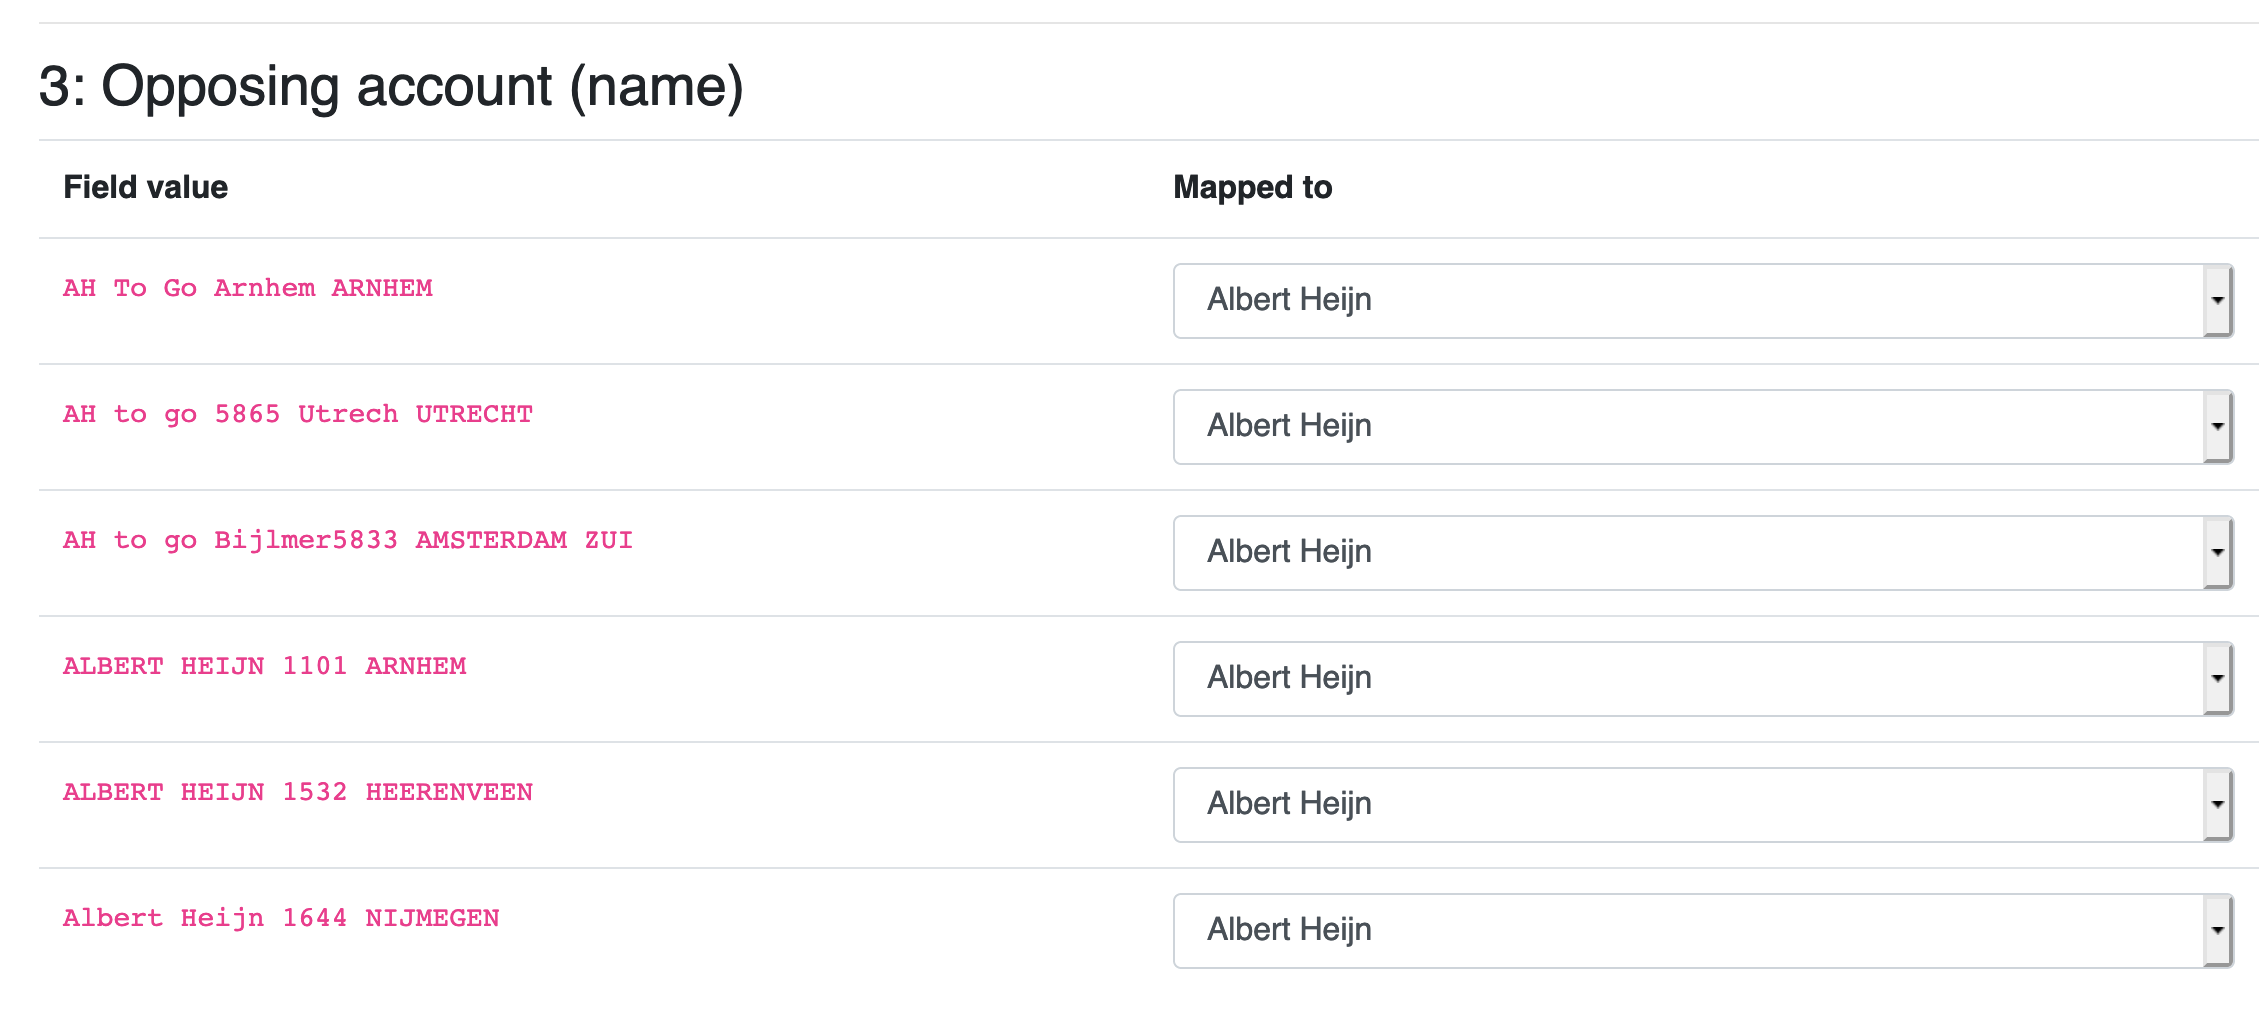 3: Opposing account (name)
Field value Mapped to
AH To Go Arnhem ARNHEM Albert Heijn
AH to go 5865 Utrech UTRECHT Albert Heijn
AH to go Bijlmer5833 AMSTERDAM ZUI Albert Heijn
ALBERT HEIJN 1101 ARNHEM Albert Heijn
ALBERT HEIJN 1532 HEERENVEEN Albert Heijn
Albert Heijn 1644 NIJMEGEN Albert Heijn